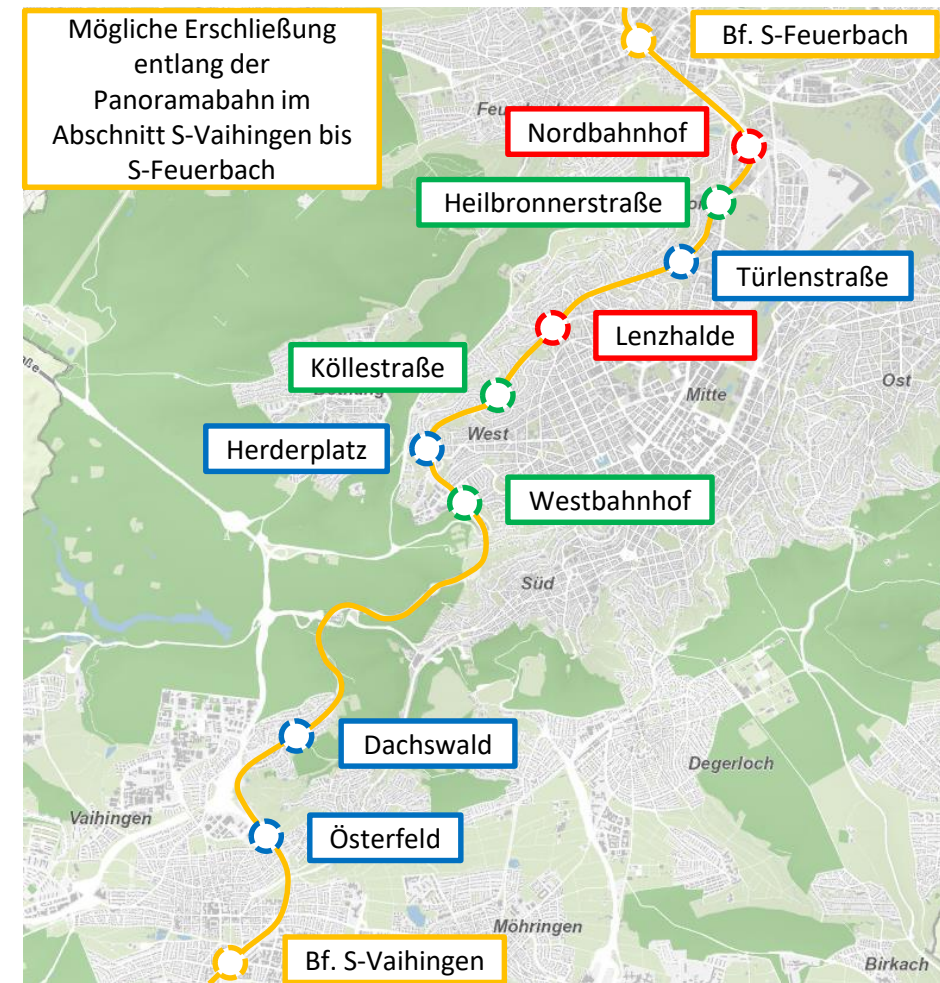 Mögliche Erschließung
entlang der
Panoramabahn im
Abschnitt S-Vaihingen bis
S-Feuerbach
Bf. S-Feuerbach
Nordbahnhof
Heilbronnerstraße
Türlenstraße
Lenzhalde
Köllestraße
Ost
Mitte
West
Herderplatz
Westbahnhof
Süd
Dachswald
Degerloch
Vaihingen
Österfeld
Möhringen
Bf. S-Vaihingen
Birkach